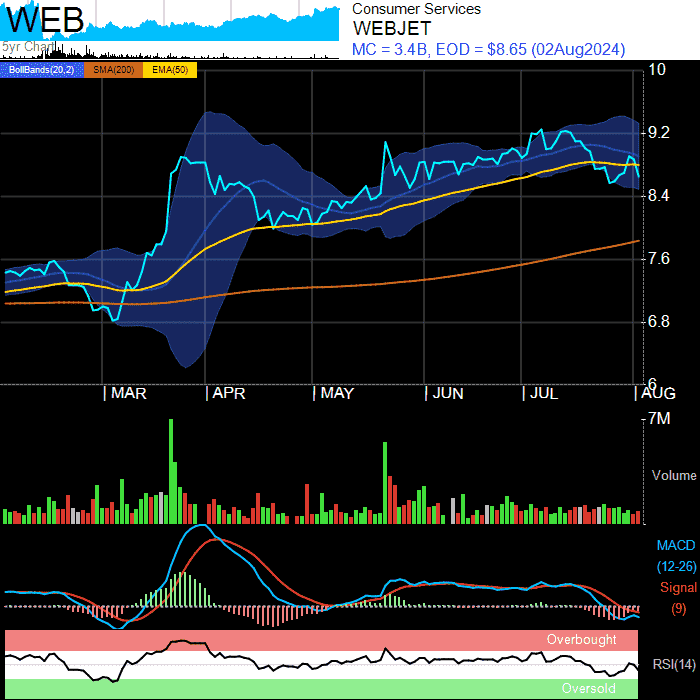 WEB
5yr Chart
Consumer Services
WEBJET
MC = 3.4B, EOD = $8.65 (02Aug2024)
BollBands(20,2) SMA(200) EMA(50)
10
9.2
8.4
7.6
6.8
6
MAR APR MAY JUN JUL AUG
7M
Volume
MACD
(12-26)
Signal
(9)
Overbought
RSI(14)
Oversold